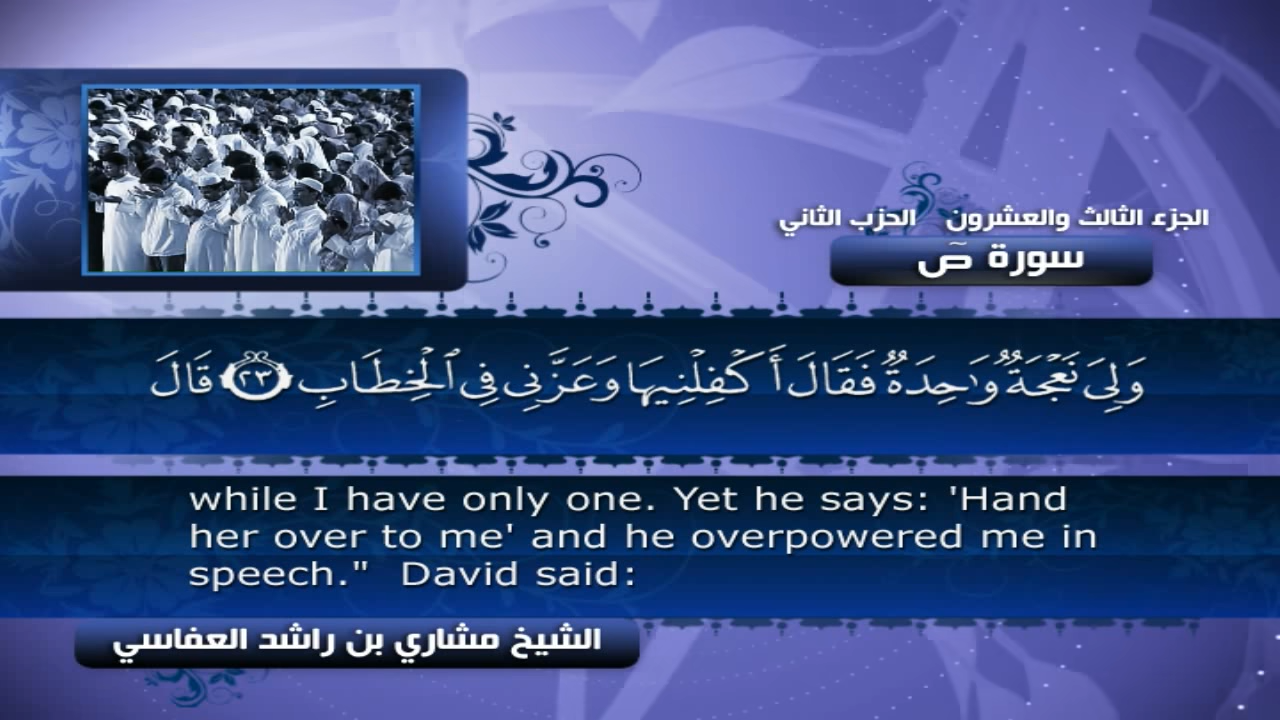 الجزء الثالث والعشرون الحزب الثاني
سورة صٓ
وَلِىَ نَعْجَةٌ وَٰحِدَةٌ فَقَالَ أَكْفِلْنِيهَا وَعَزَّنِى فِى ٱلْخِطَابِ ٢٣ قَالَ
while I have only one. Yet he says: 'Hand
her over to me' and he overpowered me in
speech." David said:
الشيخ مشاري بن راشد العفاسي